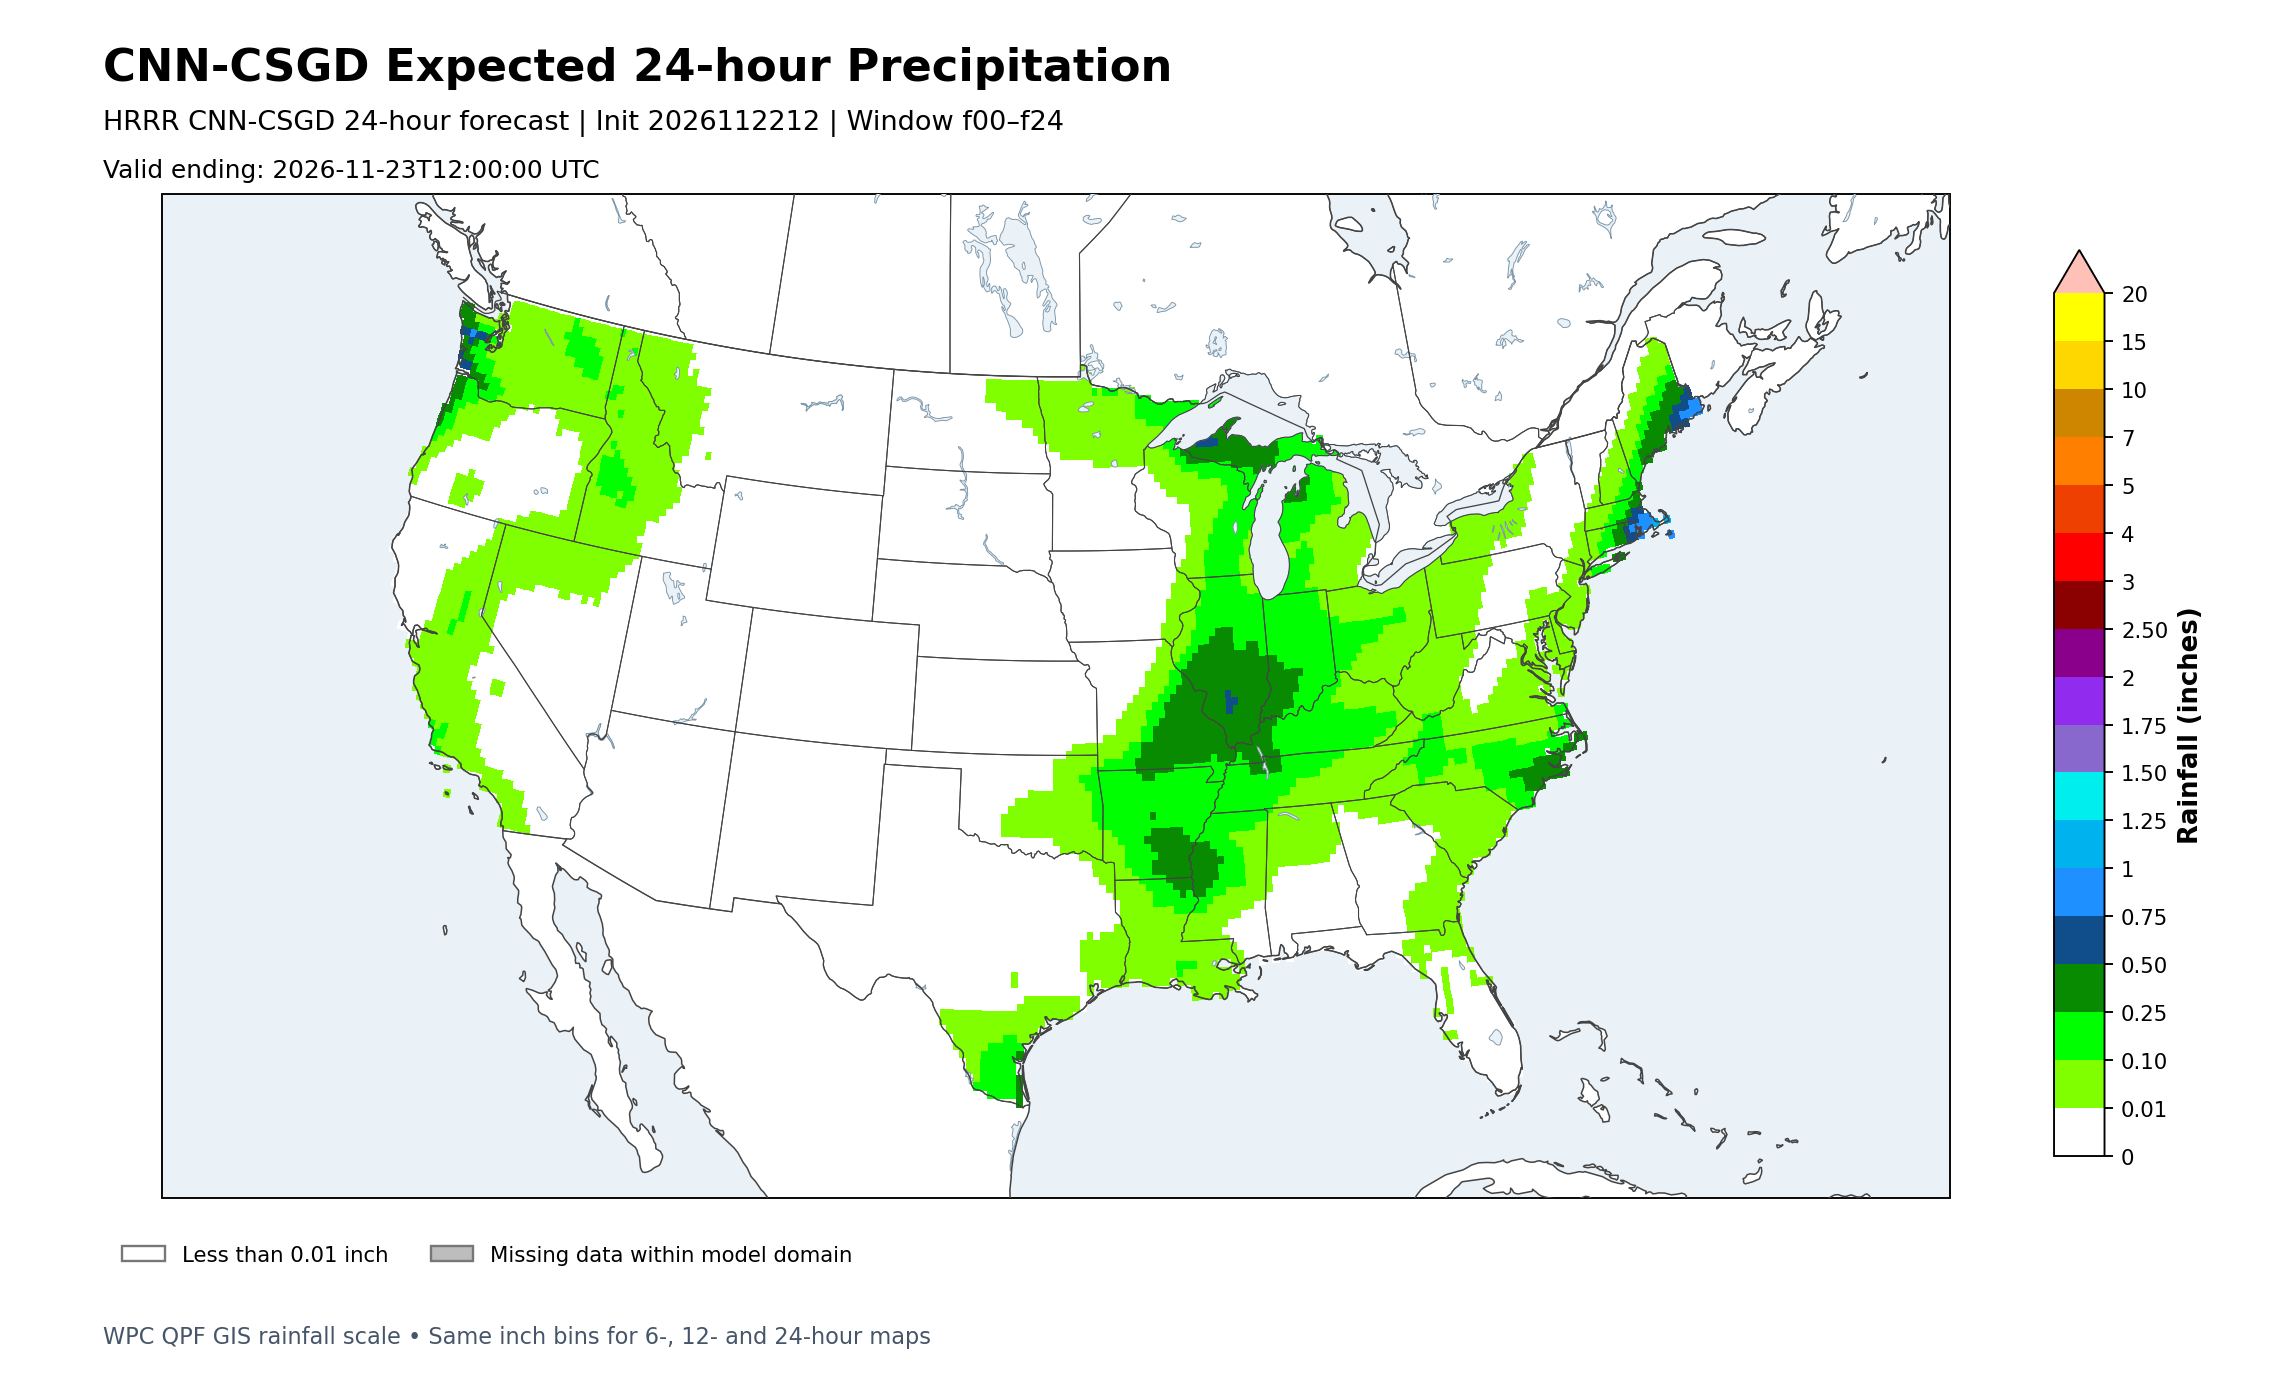 CNN-CSGD Expected 24-hour Precipitation
HRRR CNN-CSGD 24-hour forecast | Init 2026112212 | Window f00–f24
Valid ending: 2026-11-23T12:00:00 UTC
20
15
10
7
5
4
3
2.50
2
1.75
1.50
1.25
1
0.75
0.50
0.25
0.10
0.01
0
Rainfall (inches)
Less than 0.01 inch
Missing data within model domain
WPC QPF GIS rainfall scale • Same inch bins for 6-, 12- and 24-hour maps